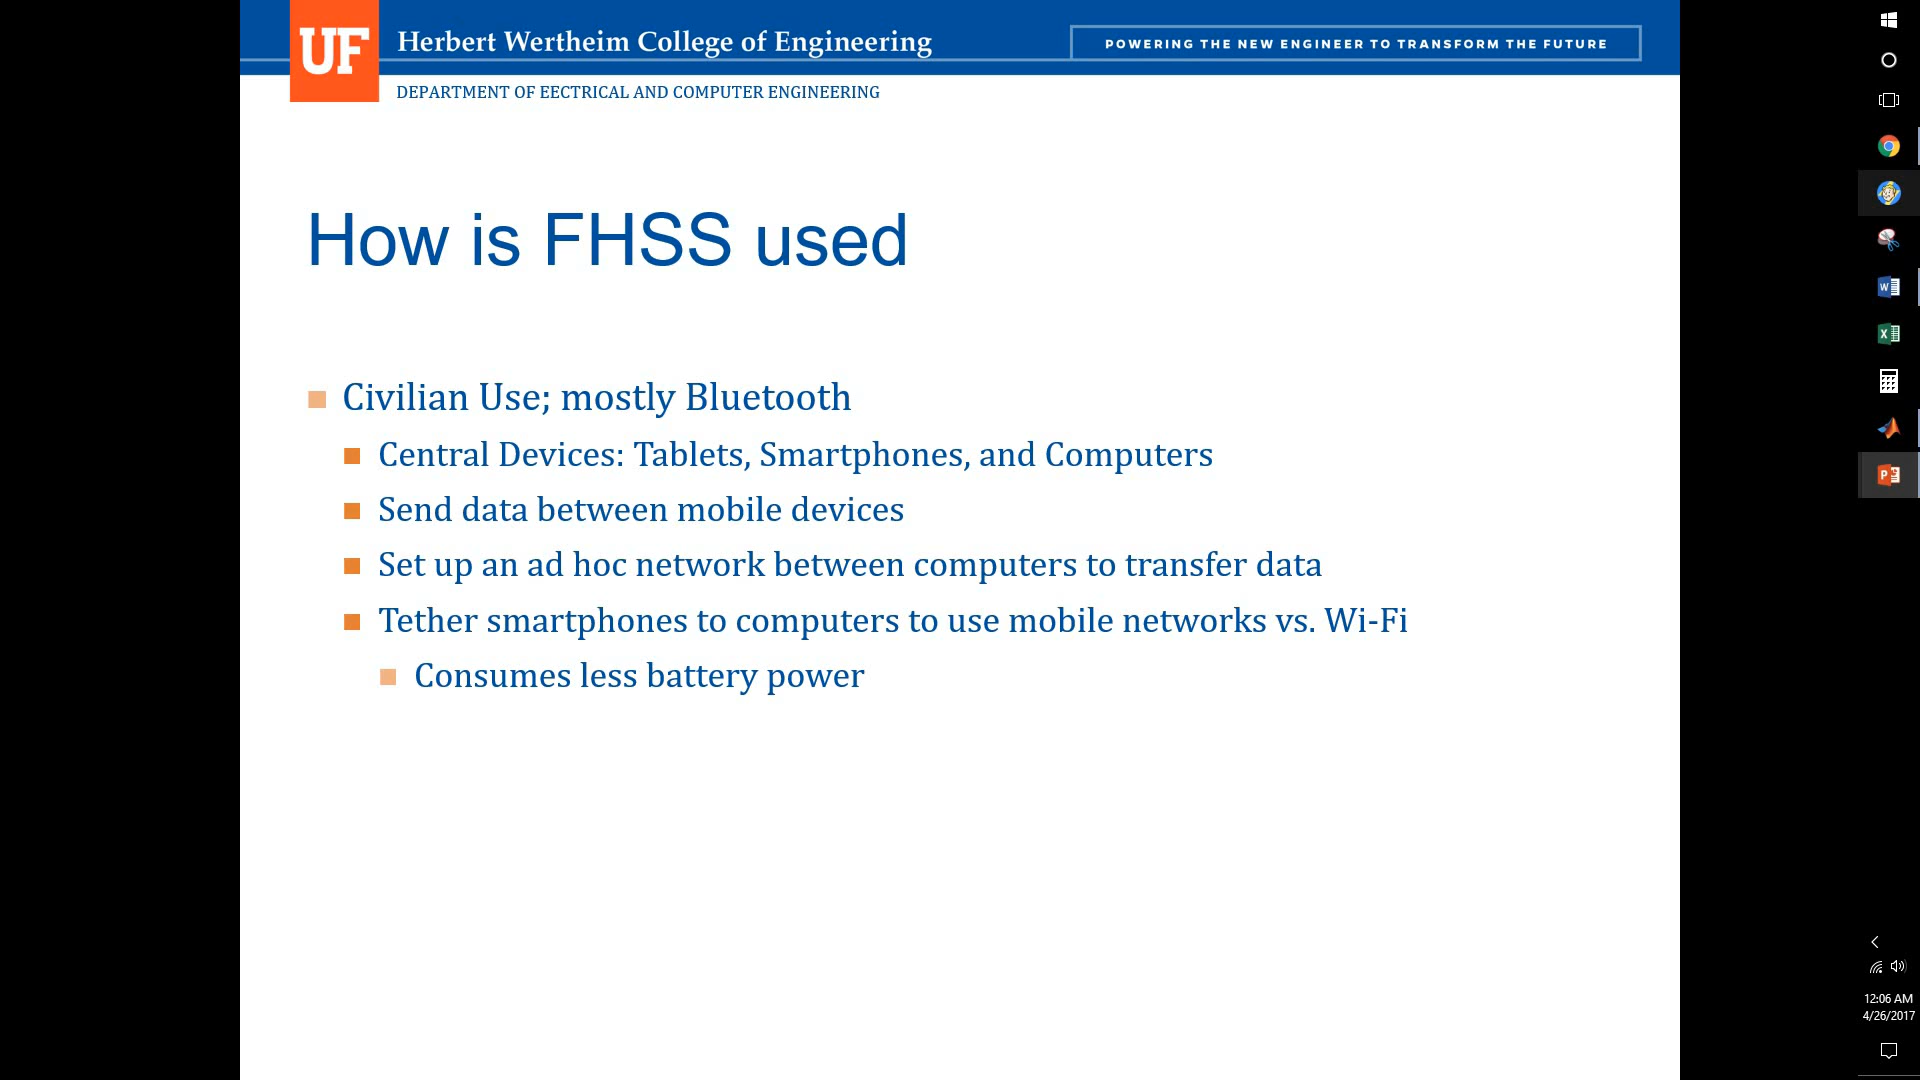 UF
Herbert Wertheim College of Engineering
POWERING THE NEW ENGINEER TO TRANSFORM THE FUTURE
DEPARTMENT OF EECTRICAL AND COMPUTER ENGINEERING
How is FHSS used
Civilian Use; mostly Bluetooth
Central Devices: Tablets, Smartphones, and Computers
Send data between mobile devices
Set up an ad hoc network between computers to transfer data
Tether smartphones to computers to use mobile networks vs. Wi-Fi
Consumes less battery power
W
X
P
12:06 AM
4/26/2017